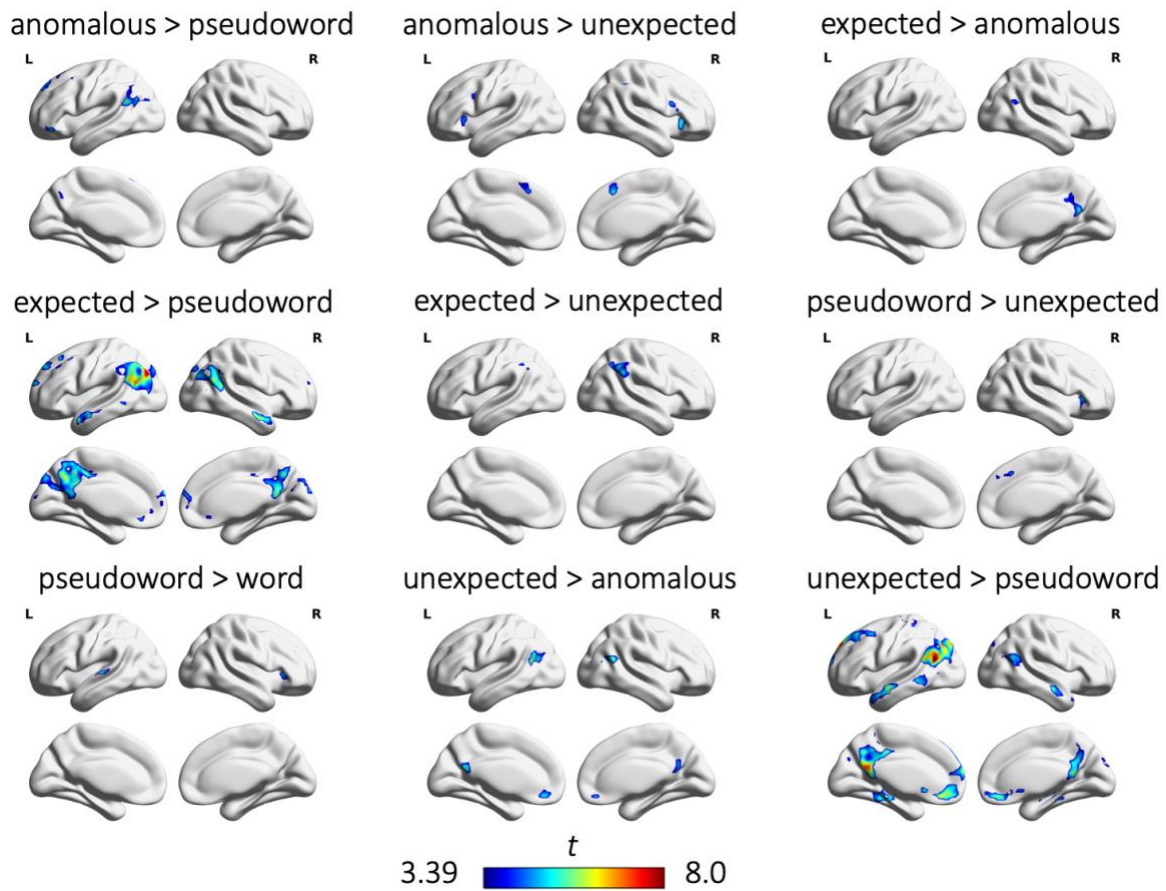 anomalous > pseudoword anomalous > unexpected expected > anomalous
L R L R L R
expected > pseudoword expected > unexpected pseudoword > unexpected
L R L R L R
pseudoword > word unexpected > anomalous unexpected > pseudoword
L R L R L R
t
3.39 8.0